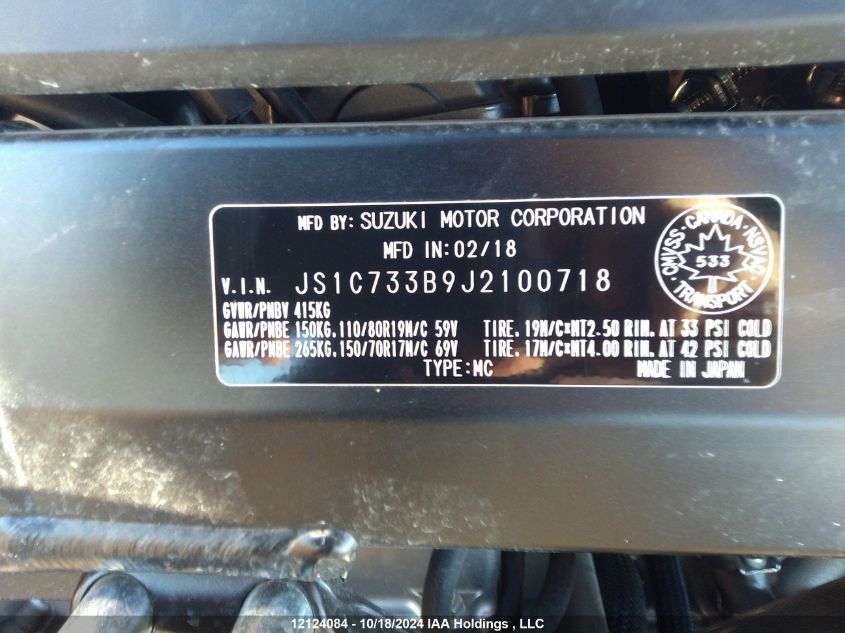 MFD BY: SUZUKI MOTOR CORPORATION
MFD IN: 02/18
V.I.N. JS1C733B9J2100718
GVWR/PNBV 415KG
GAWR/PNBE 150KG.110/80R19M/C 59V TIRE. 19M/C×MT2.50 RIM. AT 33 PSI COLD
GAWR/PNBE 265KG.150/70R17M/C 69V TIRE. 17M/C×MT4.00 RIM. AT 42 PSI COLD
TYPE:MC
MADE IN JAPAN
CMVSS · CANADA · NSVAC
533
TRANSPORT
12124084 - 10/18/2024 IAA Holdings , LLC